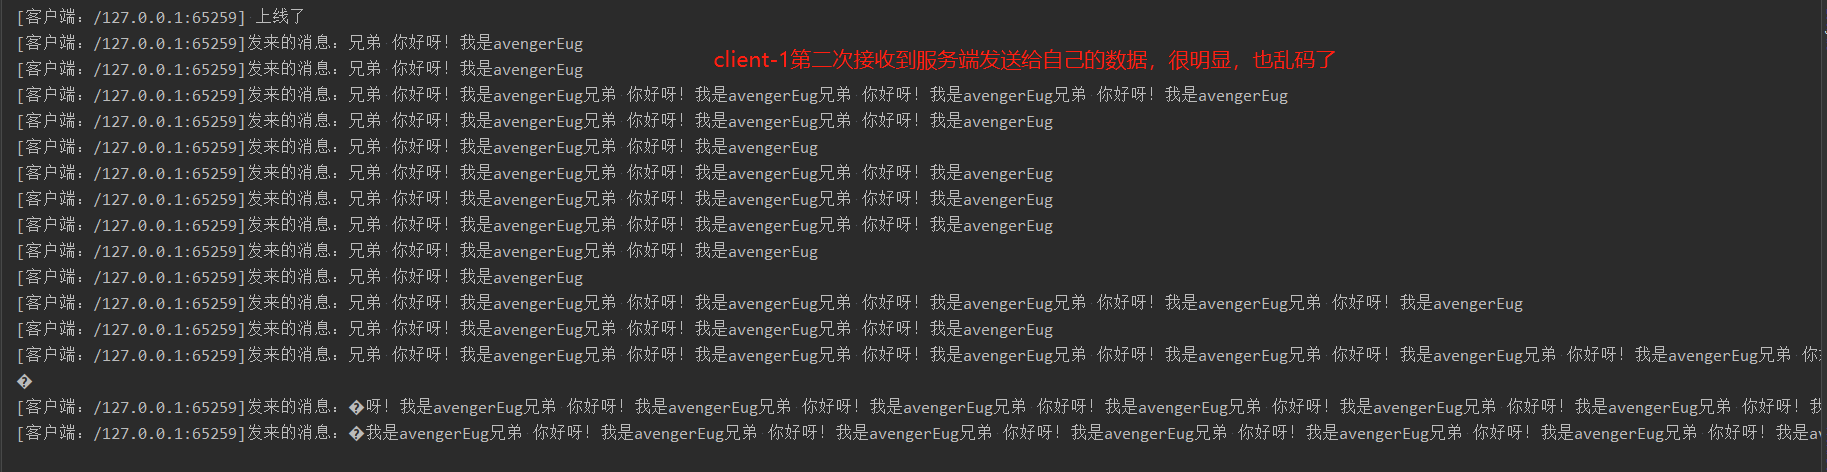 [客户端：/127.0.0.1:65259] 上线了
[客户端：/127.0.0.1:65259]发来的消息：兄弟 你好呀！我是avengerEug
client-1第二次接收到服务端发送给自己的数据，很明显，也乱码了
[客户端：/127.0.0.1:65259]发来的消息：兄弟 你好呀！我是avengerEug
[客户端：/127.0.0.1:65259]发来的消息：兄弟 你好呀！我是avengerEug兄弟 你好呀！我是avengerEug兄弟 你好呀！我是avengerEug兄弟 你好呀！我是avengerEug
[客户端：/127.0.0.1:65259]发来的消息：兄弟 你好呀！我是avengerEug兄弟 你好呀！我是avengerEug兄弟 你好呀！我是avengerEug
[客户端：/127.0.0.1:65259]发来的消息：兄弟 你好呀！我是avengerEug兄弟 你好呀！我是avengerEug
[客户端：/127.0.0.1:65259]发来的消息：兄弟 你好呀！我是avengerEug兄弟 你好呀！我是avengerEug兄弟 你好呀！我是avengerEug
[客户端：/127.0.0.1:65259]发来的消息：兄弟 你好呀！我是avengerEug兄弟 你好呀！我是avengerEug兄弟 你好呀！我是avengerEug
[客户端：/127.0.0.1:65259]发来的消息：兄弟 你好呀！我是avengerEug兄弟 你好呀！我是avengerEug兄弟 你好呀！我是avengerEug
[客户端：/127.0.0.1:65259]发来的消息：兄弟 你好呀！我是avengerEug兄弟 你好呀！我是avengerEug
[客户端：/127.0.0.1:65259]发来的消息：兄弟 你好呀！我是avengerEug
[客户端：/127.0.0.1:65259]发来的消息：兄弟 你好呀！我是avengerEug兄弟 你好呀！我是avengerEug兄弟 你好呀！我是avengerEug兄弟 你好呀！我是avengerEug兄弟 你好呀！我是avengerEug
[客户端：/127.0.0.1:65259]发来的消息：兄弟 你好呀！我是avengerEug兄弟 你好呀！我是avengerEug兄弟 你好呀！我是avengerEug
[客户端：/127.0.0.1:65259]发来的消息：兄弟 你好呀！我是avengerEug兄弟 你好呀！我是avengerEug兄弟 你好呀！我是avengerEug兄弟 你好呀！我是avengerEug兄弟 你好呀！我是avengerEug兄弟 你好呀！我是avengerEug兄弟 你
�
[客户端：/127.0.0.1:65259]发来的消息：�呀！我是avengerEug兄弟 你好呀！我是avengerEug兄弟 你好呀！我是avengerEug兄弟 你好呀！我是avengerEug兄弟 你好呀！我是avengerEug兄弟 你好呀！我是avengerEug兄弟 你好呀！
[客户端：/127.0.0.1:65259]发来的消息：�我是avengerEug兄弟 你好呀！我是avengerEug兄弟 你好呀！我是avengerEug兄弟 你好呀！我是avengerEug兄弟 你好呀！我是avengerEug兄弟 你好呀！我是avengerEug兄弟 你好呀！我是a